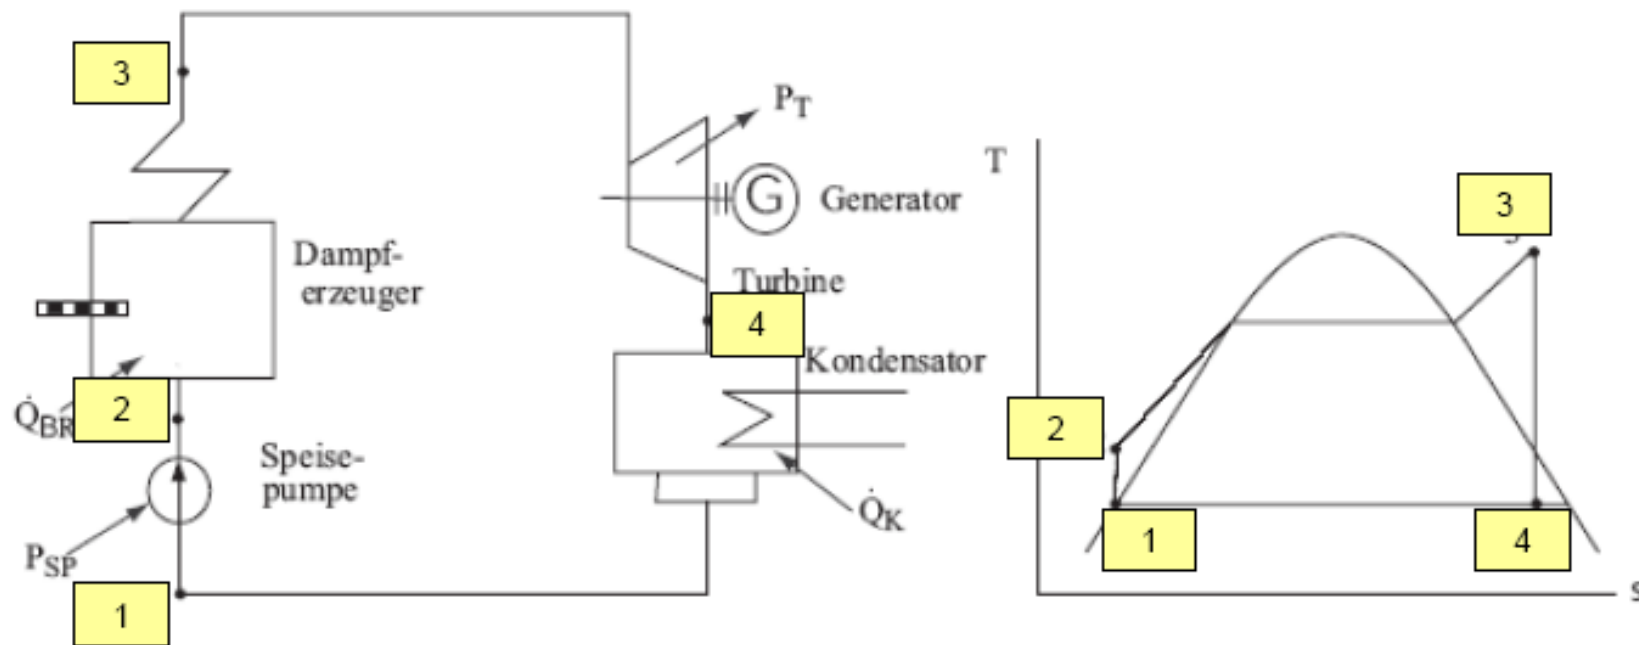 3
P_T
G
Generator
Dampf-
erzeuger
Turbine
4
Kondensator
2
Q̇_BR
Speise-
pumpe
Q̇_K
P_SP
1
T
3
2
1
4
s